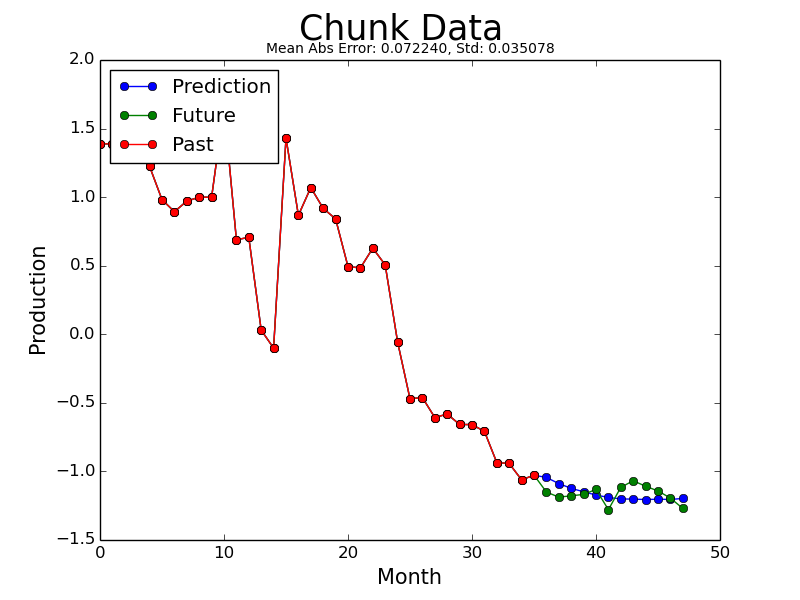 Chunk Data
Mean Abs Error: 0.072240, Std: 0.035078
2.0
1.5
1.0
0.5
0.0
−0.5
−1.0
−1.5
Production
Prediction
Future
Past
0 10 20 30 40 50
Month